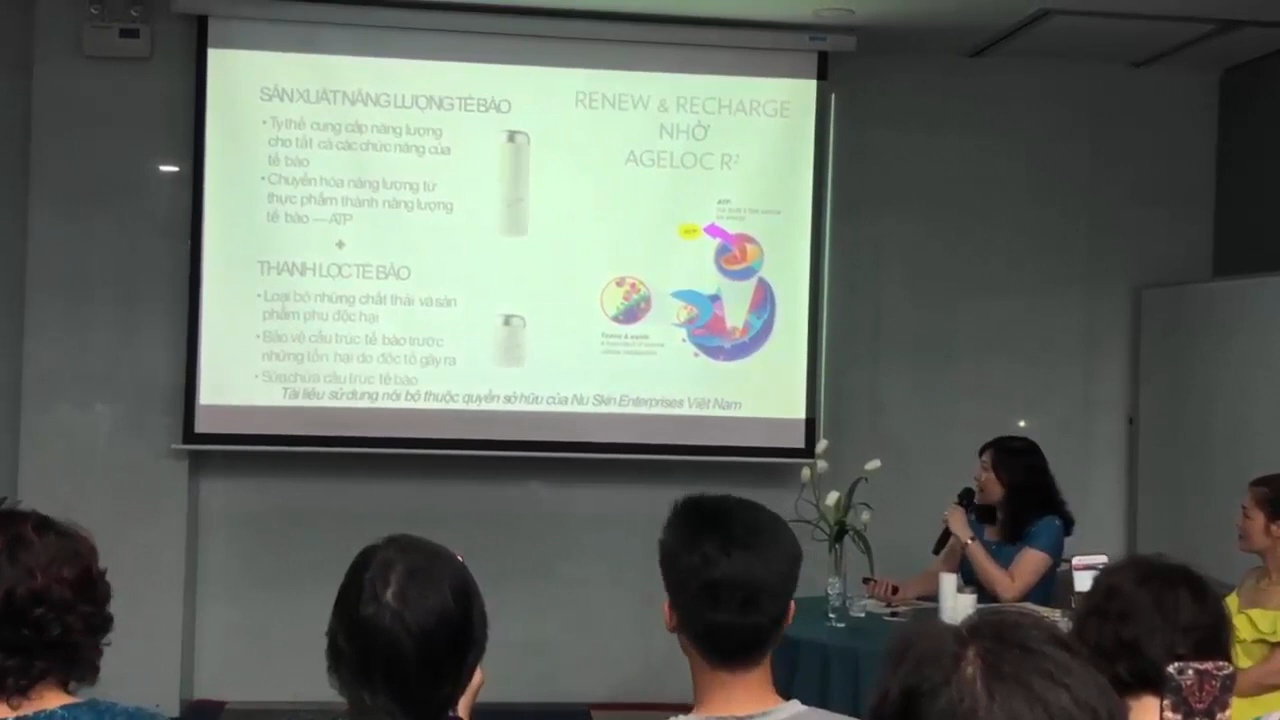 SẢN XUẤT NĂNG LƯỢNG TẾ BÀO
• Ty thể cung cấp năng lượng
cho tất cả các chức năng của
tế bào
• Chuyển hóa năng lượng từ
thực phẩm thành năng lượng
tế bào — ATP
+
THANH LỌC TẾ BÀO
• Loại bỏ những chất thải và sản
phẩm phụ độc hại
• Bảo vệ cấu trúc tế bào trước
những tổn hại do độc tố gây ra
• Sửa chữa cấu trúc tế bào
RENEW & RECHARGE
NHỜ
AGELOC R²
ATP
Tài liệu sử dụng nội bộ thuộc quyền sở hữu của Nu Skin Enterprises Việt Nam